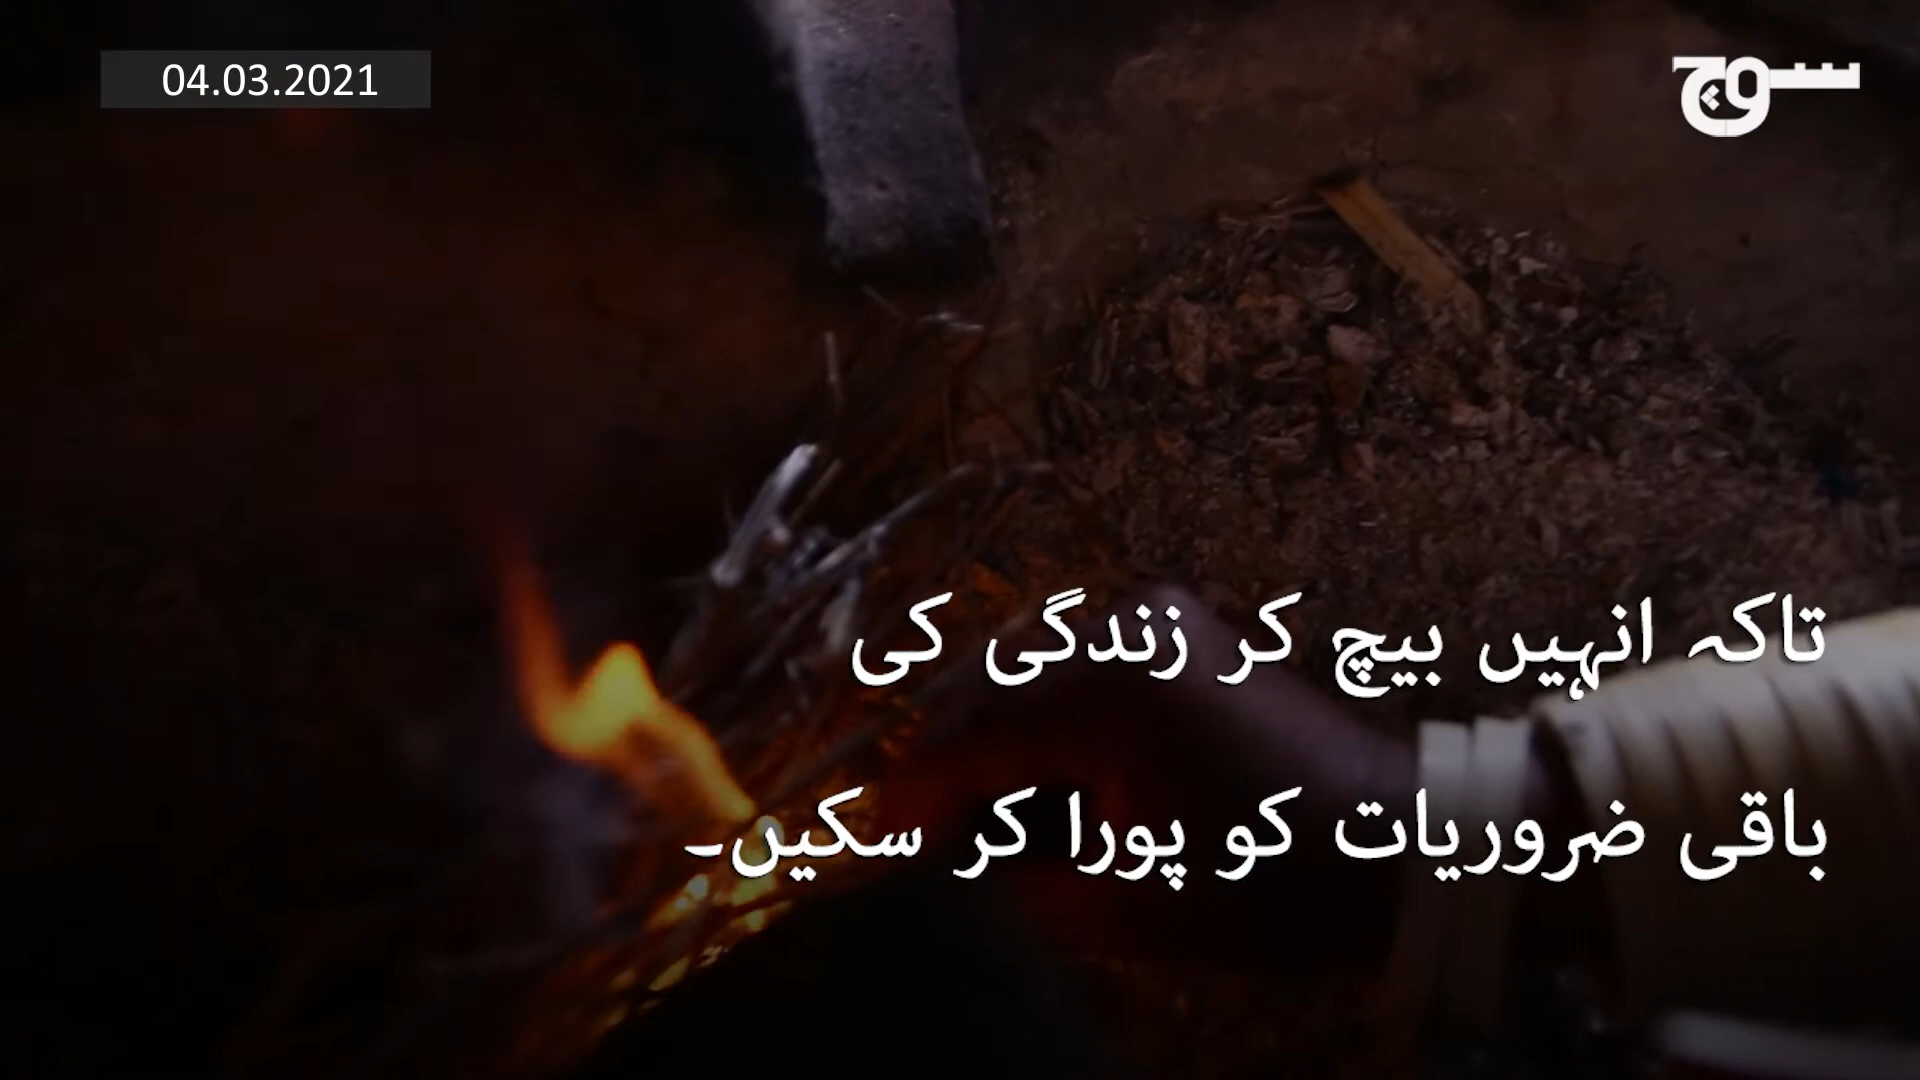 04.03.2021
سوچ
تاکہ انہیں بیچ کر زندگی کی
باقی ضروریات کو پورا کر سکیں۔